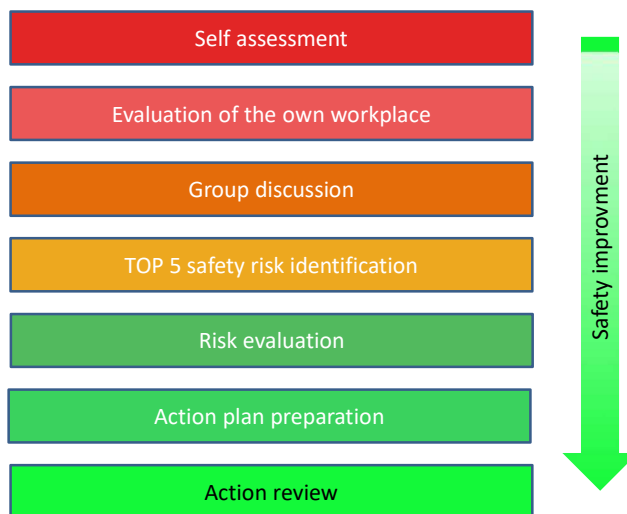 Self assessment
Evaluation of the own workplace
Group discussion
TOP 5 safety risk identification
Risk evaluation
Action plan preparation
Action review
Safety improvment